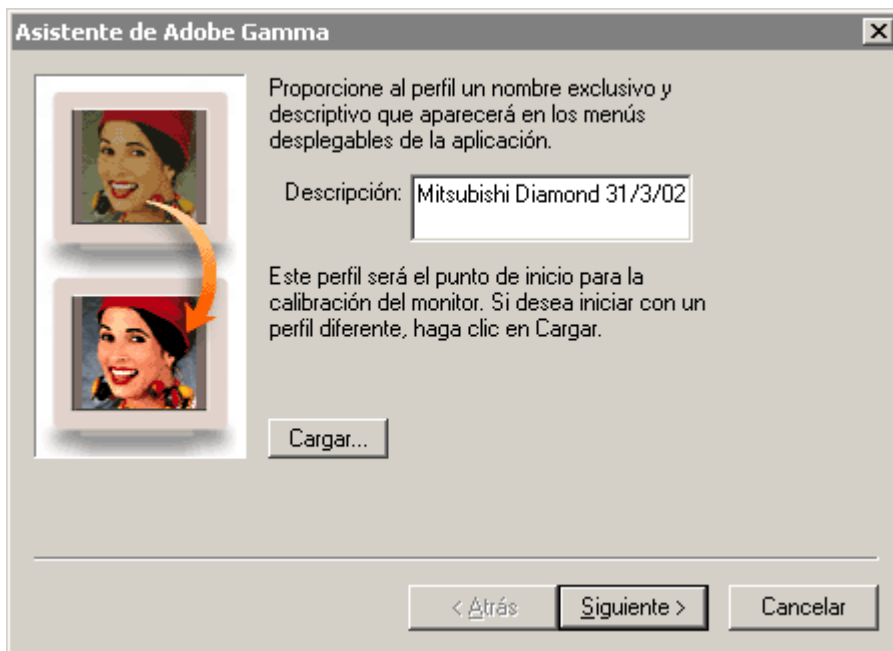 Asistente de Adobe Gamma
Proporcione al perfil un nombre exclusivo y
descriptivo que aparecerá en los menús
desplegables de la aplicación.
Descripción: Mitsubishi Diamond 31/3/02
Este perfil será el punto de inicio para la
calibración del monitor. Si desea iniciar con un
perfil diferente, haga clic en Cargar.
Cargar...
< Atrás Siguiente > Cancelar